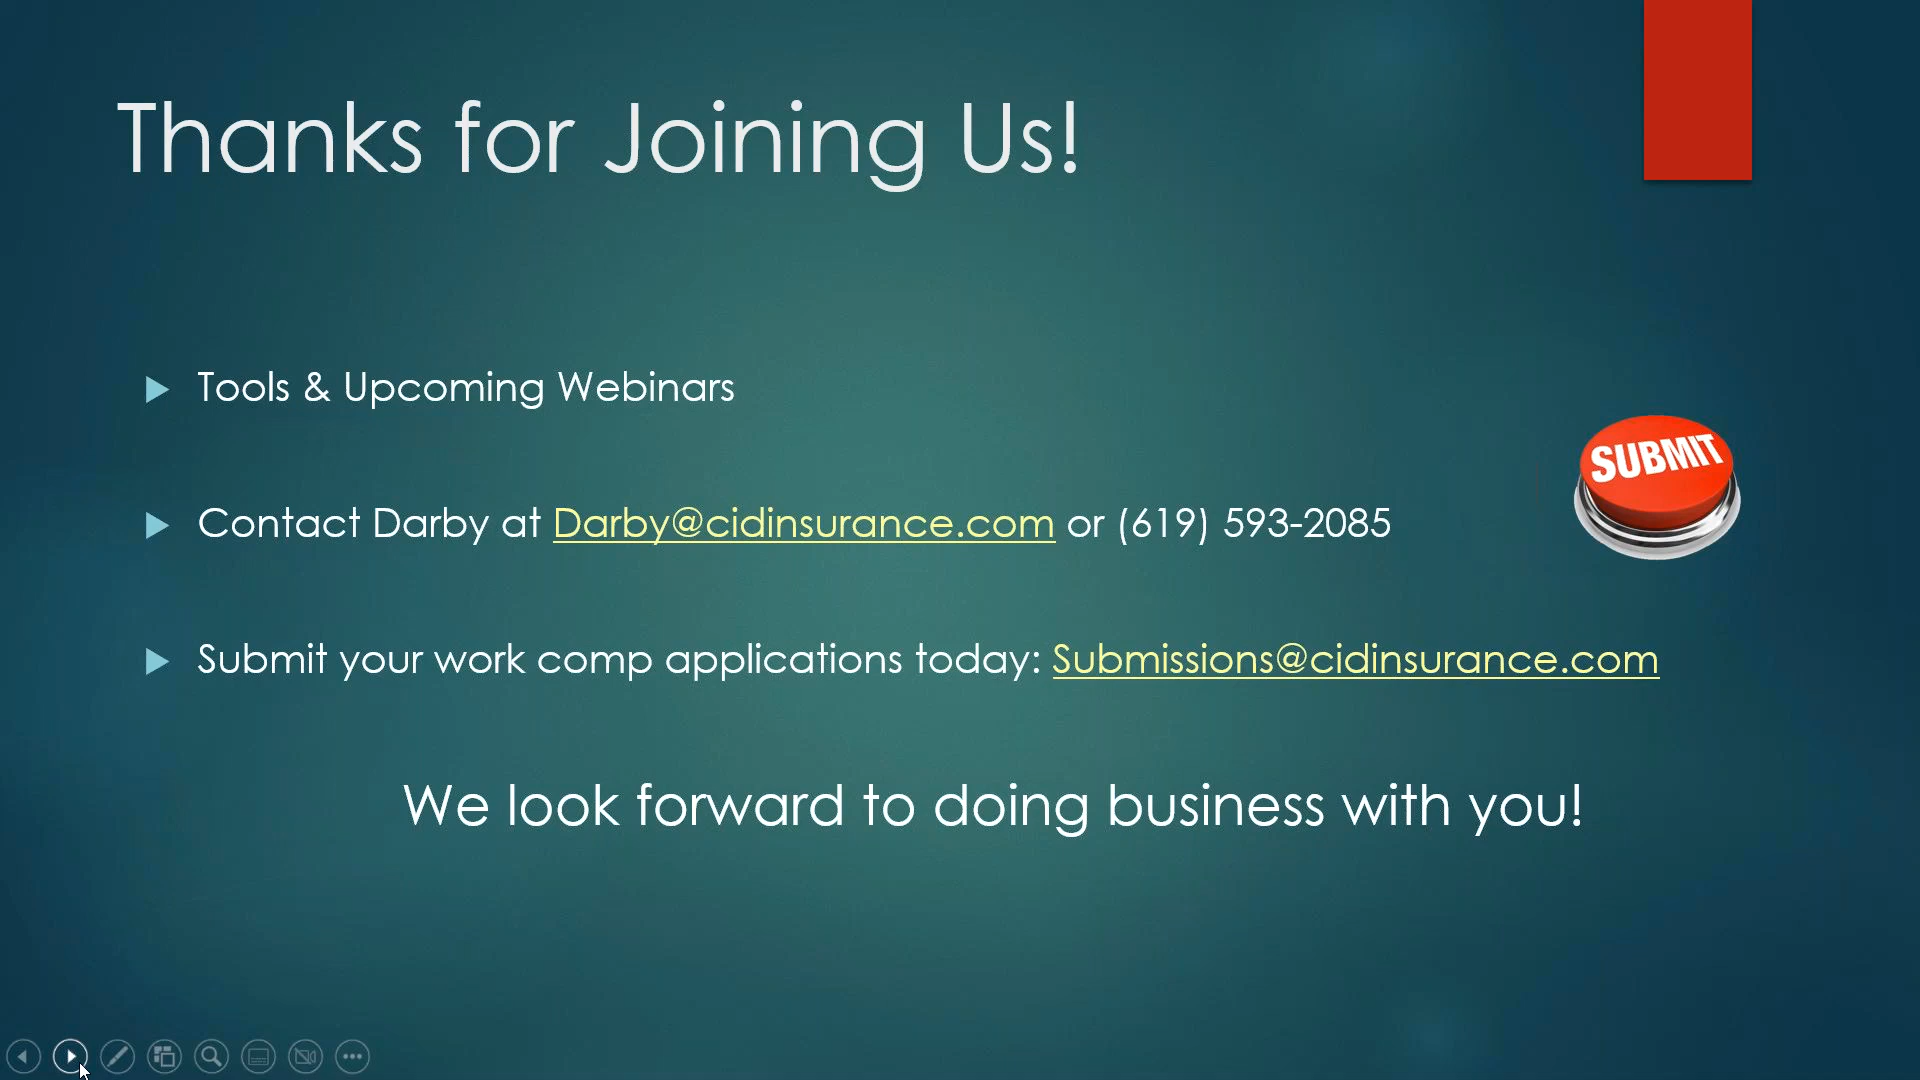 Thanks for Joining Us!
Tools & Upcoming Webinars
SUBMIT
Contact Darby at Darby@cidinsurance.com or (619) 593-2085
Submit your work comp applications today: Submissions@cidinsurance.com
We look forward to doing business with you!